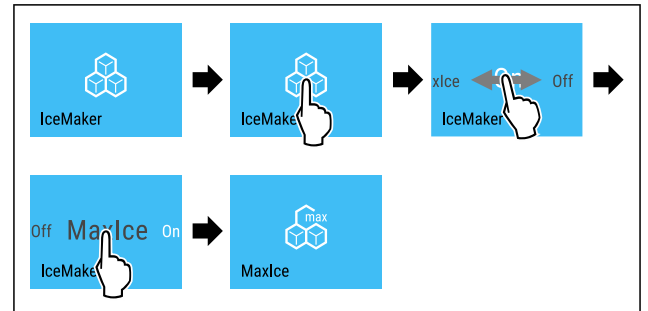 IceMaker
IceMake
xIce Off
IceMaker
Off MaxIce On
IceMake
max
MaxIce